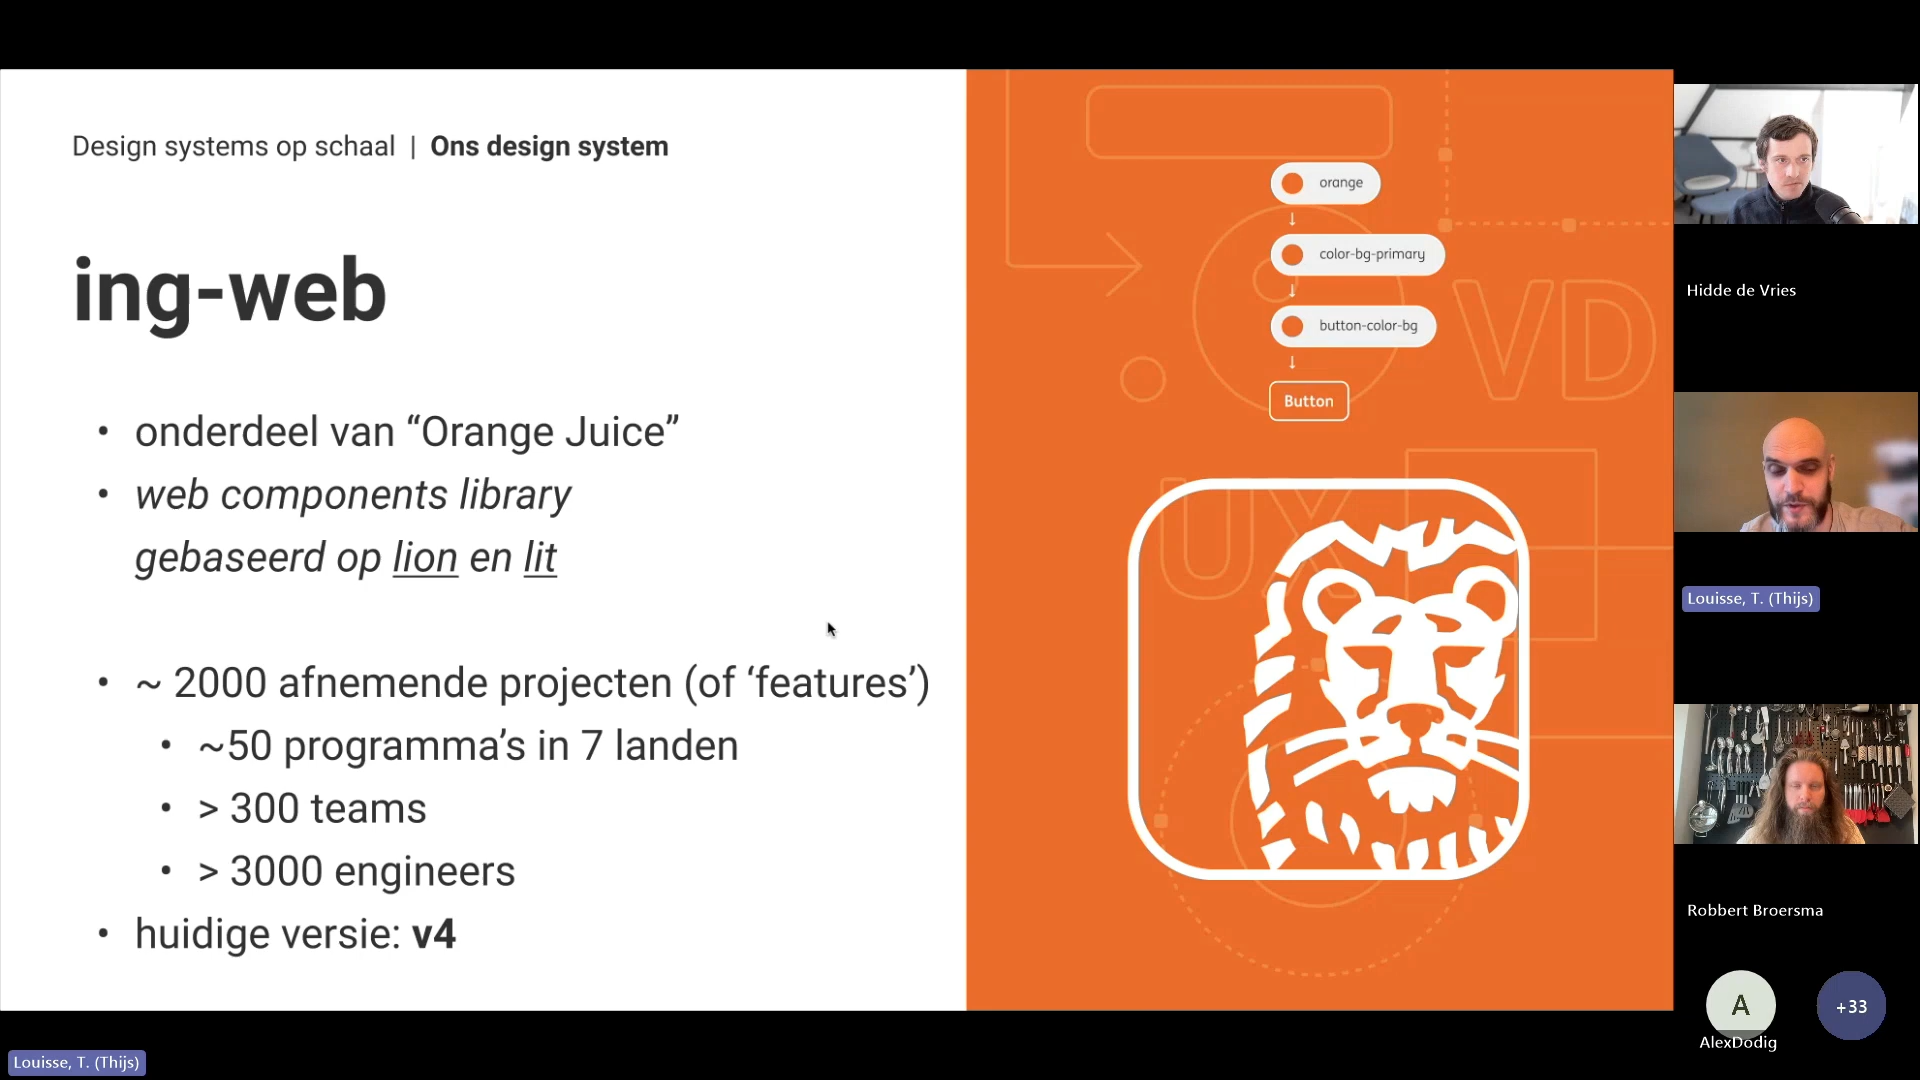 Design systems op schaal | Ons design system
ing-web
• onderdeel van “Orange Juice”
• web components library
gebaseerd op lion en lit
• ~ 2000 afnemende projecten (of ‘features’)
• ~50 programma’s in 7 landen
• > 300 teams
• > 3000 engineers
• huidige versie: v4
orange
↓
color-bg-primary
↓
button-color-bg
↓
Button
VD
UX
Hidde de Vries
Louisse, T. (Thijs)
Robbert Broersma
A
+33
AlexDodig
Louisse, T. (Thijs)